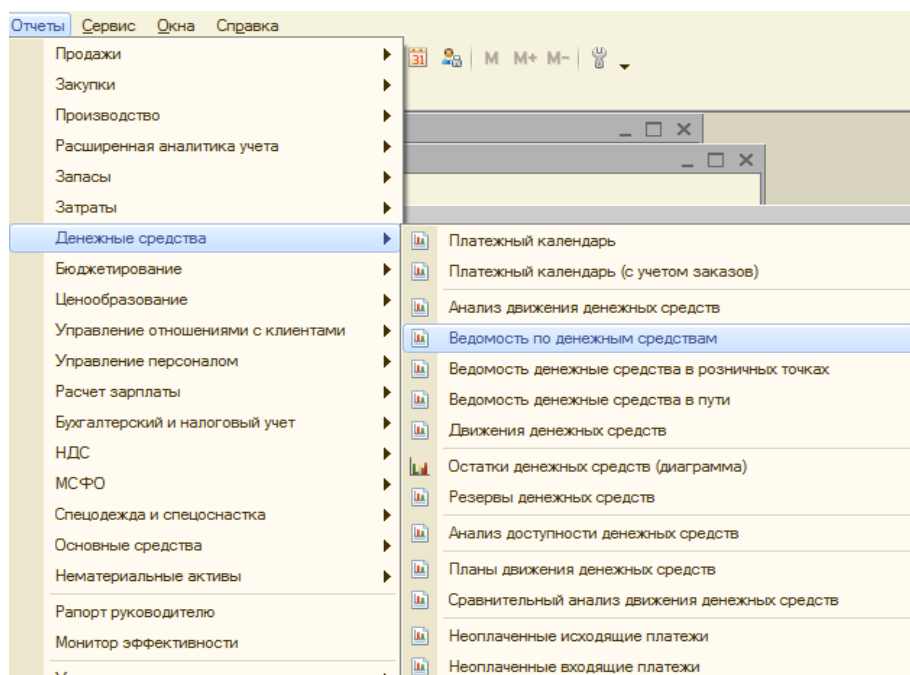 Отчеты Сервис Окна Справка
31 M M+ M-
Продажи
Закупки
Производство
Расширенная аналитика учета
Запасы
Затраты
Денежные средства
Бюджетирование
Ценообразование
Управление отношениями с клиентами
Управление персоналом
Расчет зарплаты
Бухгалтерский и налоговый учет
НДС
МСФО
Спецодежда и спецоснастка
Основные средства
Нематериальные активы
Рапорт руководителю
Монитор эффективности
Платежный календарь
Платежный календарь (с учетом заказов)
Анализ движения денежных средств
Ведомость по денежным средствам
Ведомость денежные средства в розничных точках
Ведомость денежные средства в пути
Движения денежных средств
Остатки денежных средств (диаграмма)
Резервы денежных средств
Анализ доступности денежных средств
Планы движения денежных средств
Сравнительный анализ движения денежных средств
Неоплаченные исходящие платежи
Неоплаченные входящие платежи